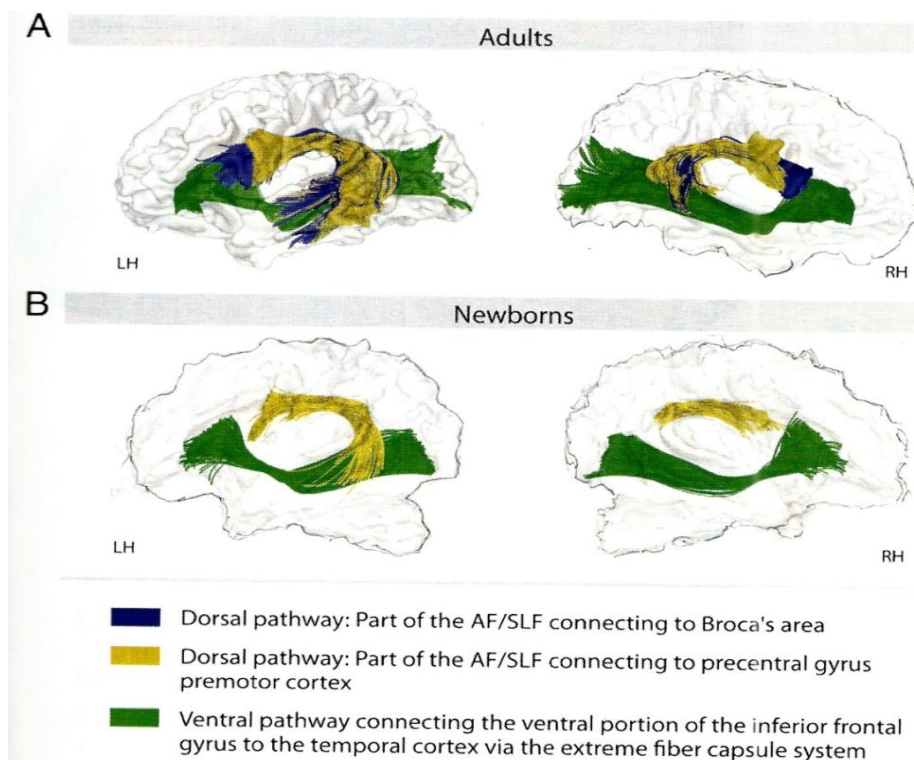 A
Adults
LH
RH
B
Newborns
LH
RH
Dorsal pathway: Part of the AF/SLF connecting to Broca's area
Dorsal pathway: Part of the AF/SLF connecting to precentral gyrus
premotor cortex
Ventral pathway connecting the ventral portion of the inferior frontal
gyrus to the temporal cortex via the extreme fiber capsule system